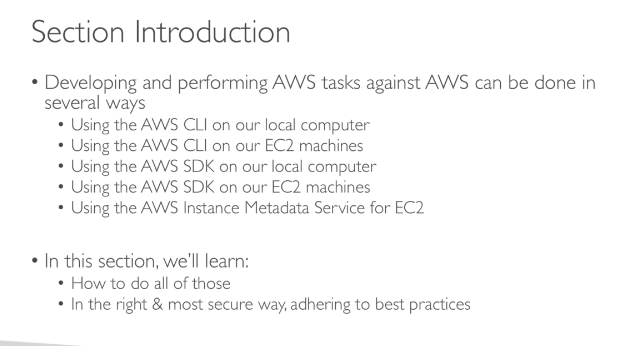 Section Introduction
• Developing and performing AWS tasks against AWS can be done in
several ways
• Using the AWS CLI on our local computer
• Using the AWS CLI on our EC2 machines
• Using the AWS SDK on our local computer
• Using the AWS SDK on our EC2 machines
• Using the AWS Instance Metadata Service for EC2
• In this section, we'll learn:
• How to do all of those
• In the right & most secure way, adhering to best practices